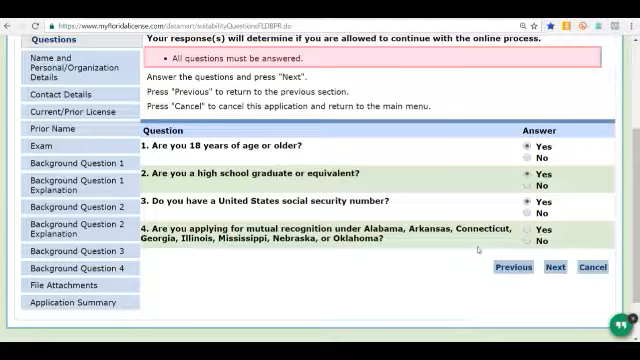 https://www.myfloridalicense.com/datamart/suitabilityQuestionsFLDBPR.do
Questions
Name and
Personal/Organization
Details
Contact Details
Current/Prior License
Prior Name
Exam
Background Question 1
Background Question 1
Explanation
Background Question 2
Background Question 2
Explanation
Background Question 3
Background Question 4
File Attachments
Application Summary
Your response(s) will determine if you are allowed to continue with the online process.
All questions must be answered.
Answer the questions and press "Next".
Press "Previous" to return to the previous section.
Press "Cancel" to cancel this application and return to the main menu.
Question Answer
1. Are you 18 years of age or older? Yes
No
2. Are you a high school graduate or equivalent? Yes
No
3. Do you have a United States social security number? Yes
No
4. Are you applying for mutual recognition under Alabama, Arkansas, Connecticut, Yes
Georgia, Illinois, Mississippi, Nebraska, or Oklahoma? No
Previous Next Cancel